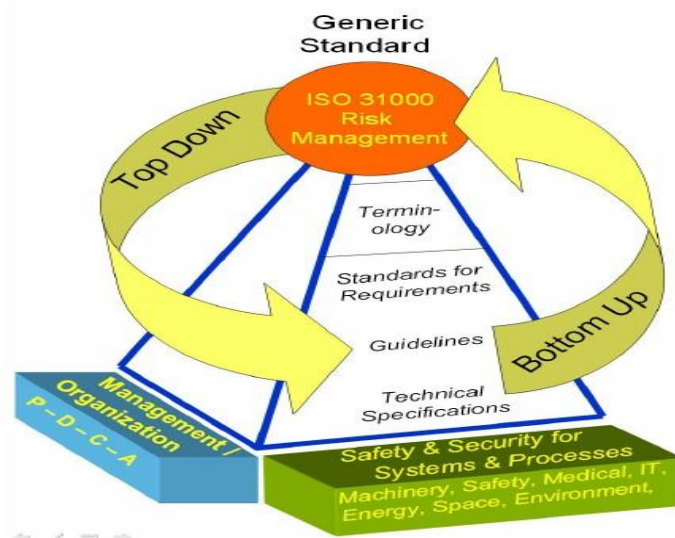 Generic
Standard
ISO 31000
Risk
Management
Top Down
Termin-
ology
Standards for
Requirements
Guidelines
Bottom Up
Technical
Specifications
Management /
Organization
P – D – C – A
Safety & Security for
Systems & Processes
Machinery, Safety, Medical, IT,
Energy, Space, Environment,